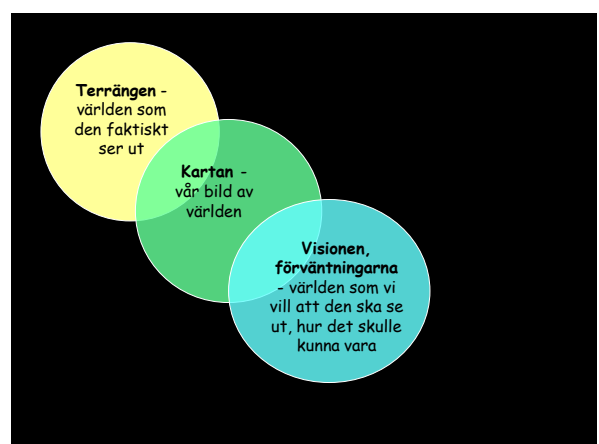 Terrängen -
världen som
den faktiskt
ser ut
Kartan -
vår bild av
världen
Visionen,
förväntningarna
- världen som vi
vill att den ska se
ut, hur det skulle
kunna vara